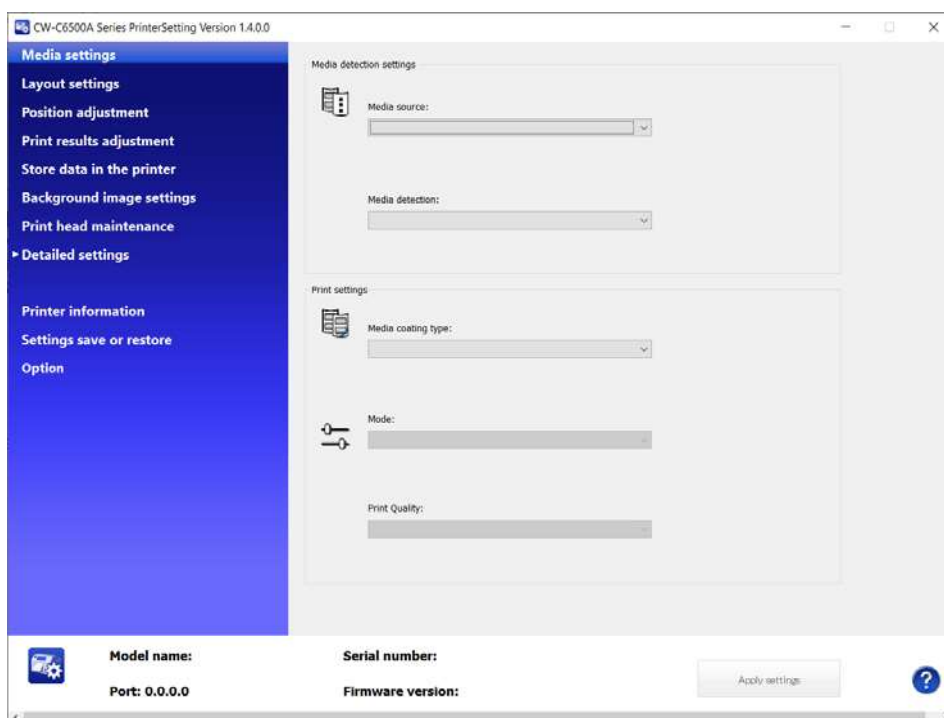 CW-C6500A Series PrinterSetting Version 1.4.0.0
Media settings
Layout settings
Position adjustment
Print results adjustment
Store data in the printer
Background image settings
Print head maintenance
Detailed settings
Printer information
Settings save or restore
Option
Media detection settings
Media source:
Media detection:
Print settings
Media coating type:
Mode:
Print Quality:
Model name:
Serial number:
Port: 0.0.0.0
Firmware version:
Apply settings
?